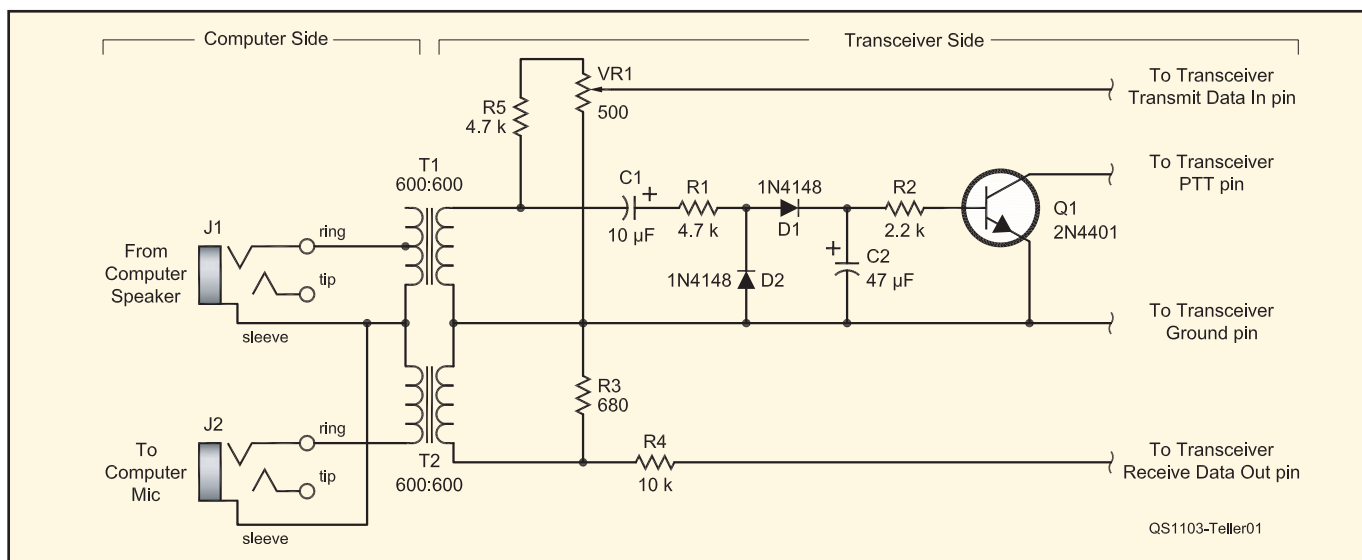 Computer Side
Transceiver Side
VR1
500
To Transceiver
Transmit Data In pin
R5
4.7 k
T1
600:600
C1
+
10 µF
R1
4.7 k
1N4148
D1
R2
2.2 k
Q1
2N4401
To Transceiver
PTT pin
J1
ring
From
Computer
Speaker
tip
sleeve
1N4148
D2
+
C2
47 µF
To Transceiver
Ground pin
R3
680
J2
ring
To
Computer
Mic
tip
sleeve
T2
600:600
R4
10 k
To Transceiver
Receive Data Out pin
QS1103-Teller01